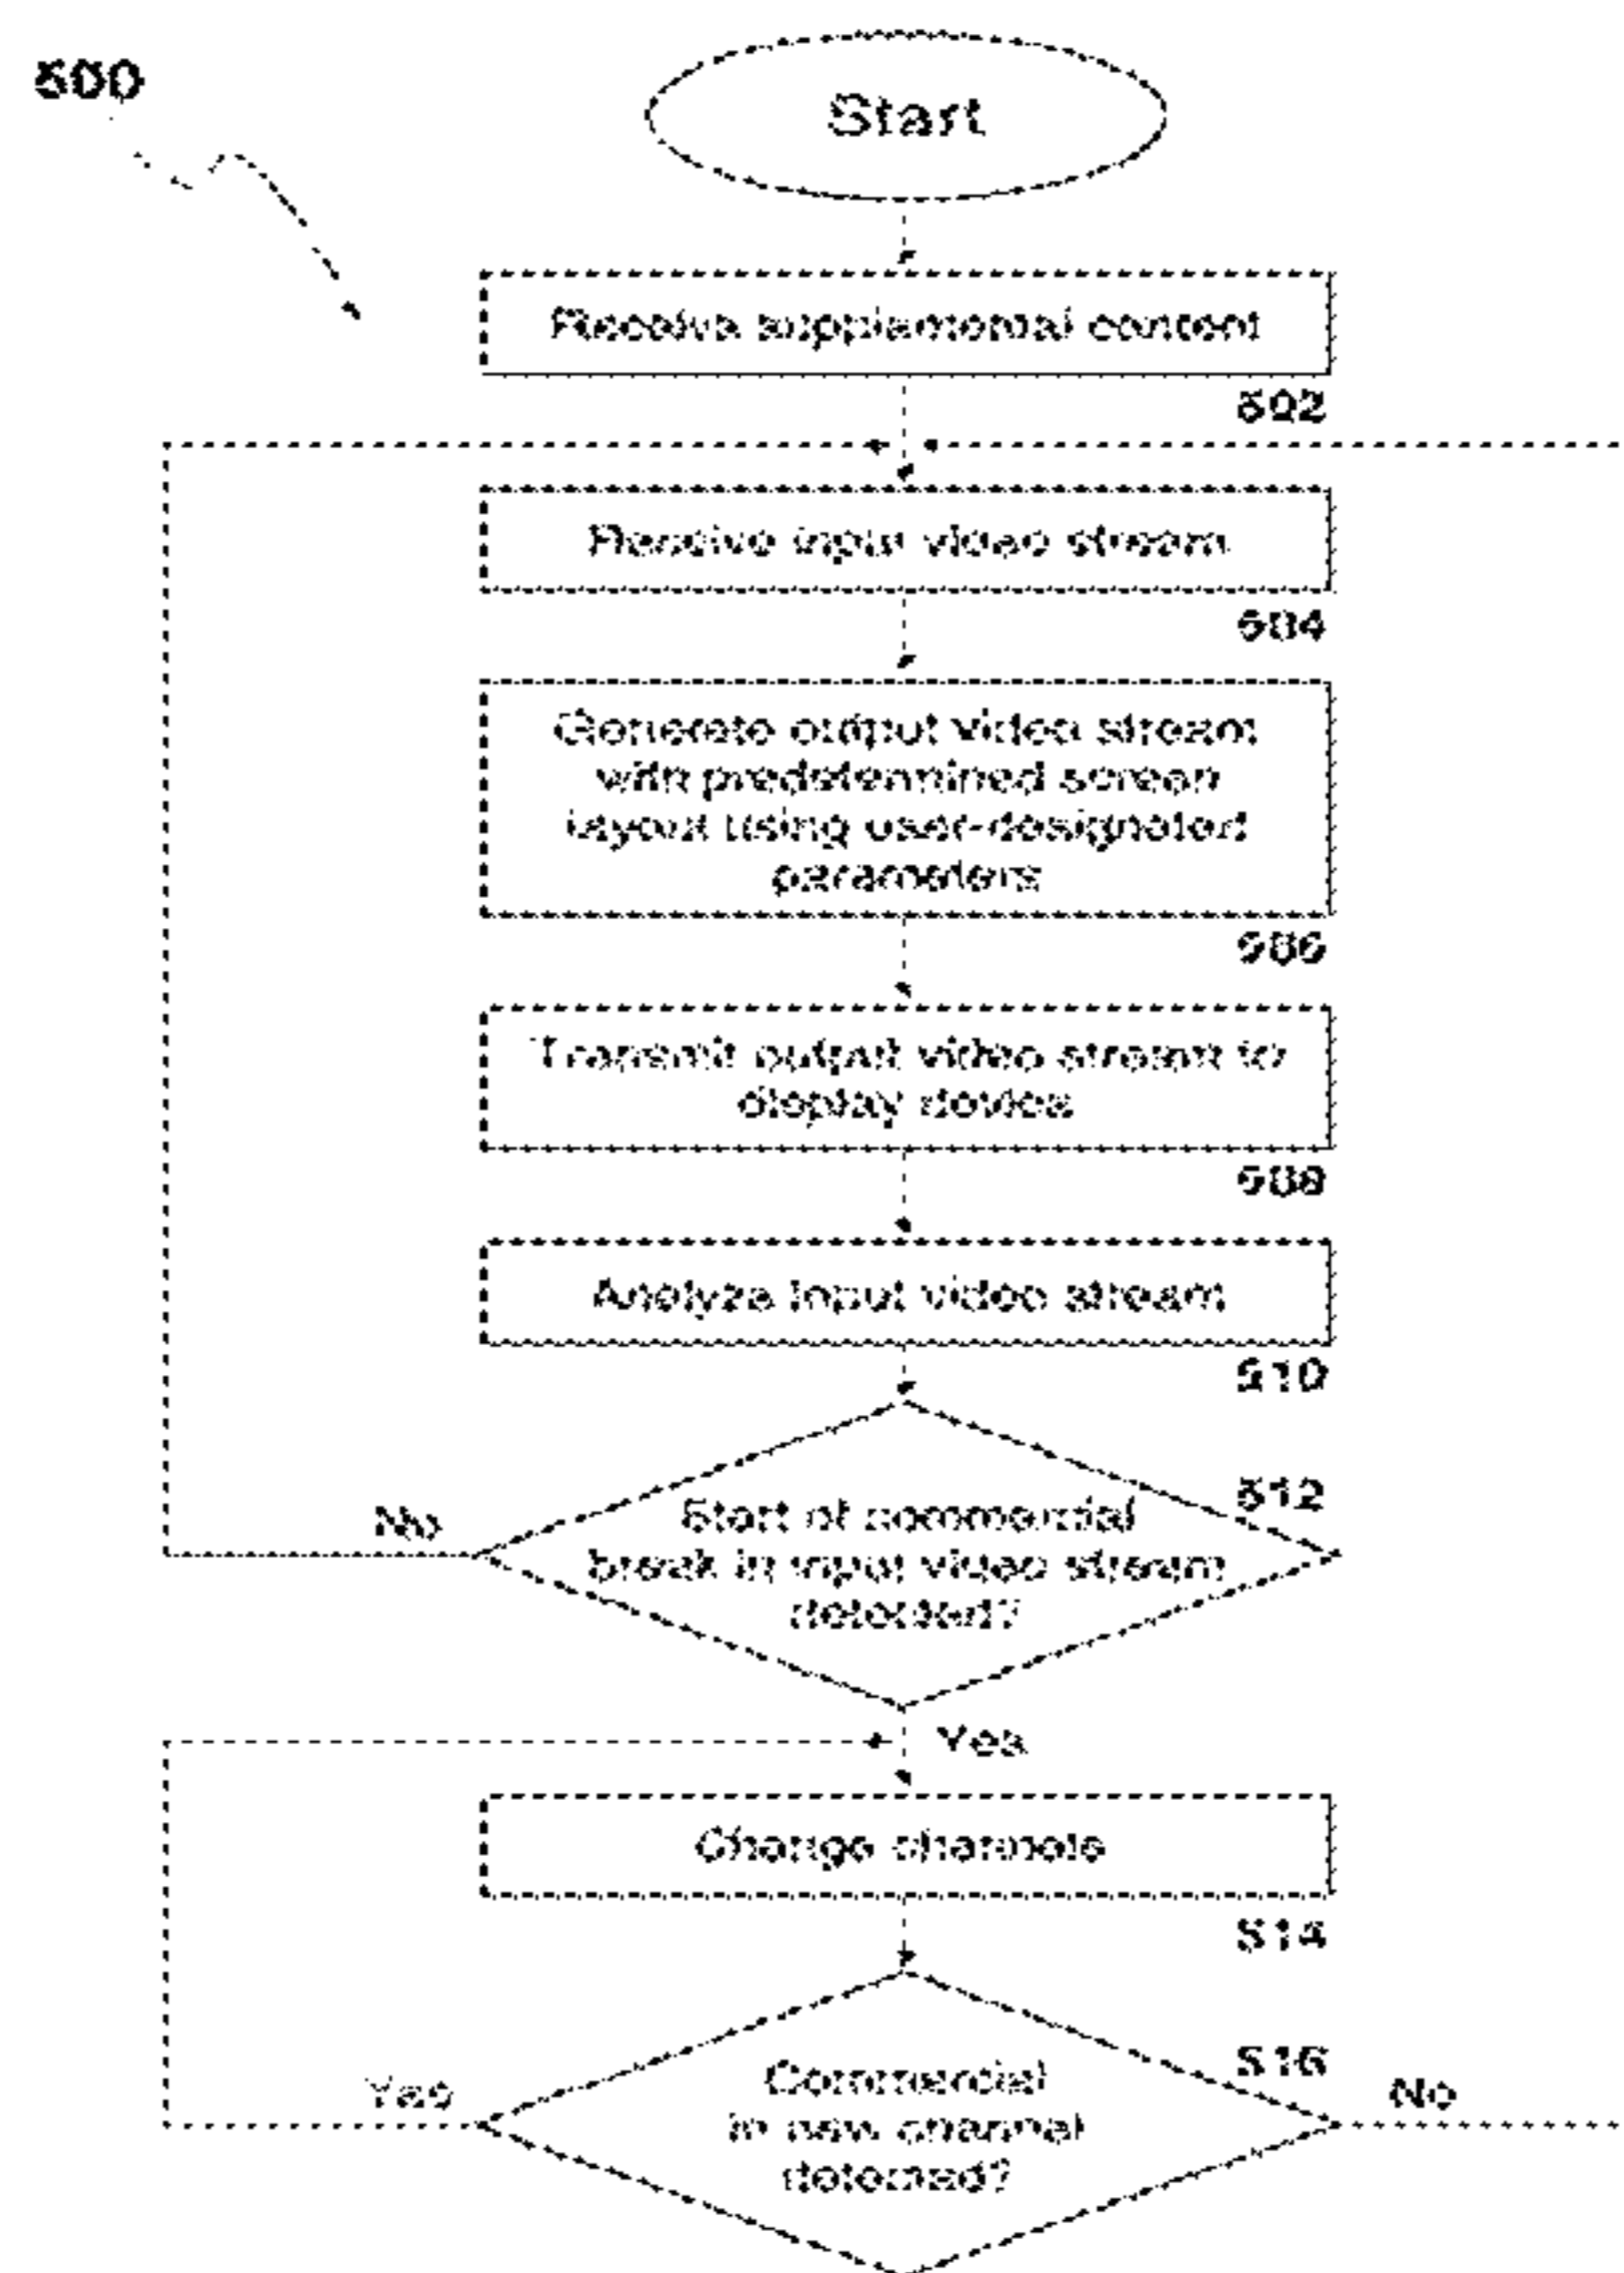 500
Start
Receive supplemental content
502
Receive input video stream
504
Generate output video stream
with predetermined screen
layout using user-designated
parameters
506
Transmit output video stream to
display device
508
Analyze input video stream
510
512
Start of commercial
break in input video stream
detected?
No
Yes
Change channels
514
516
Commercial
in new channel
detected?
Yes
No